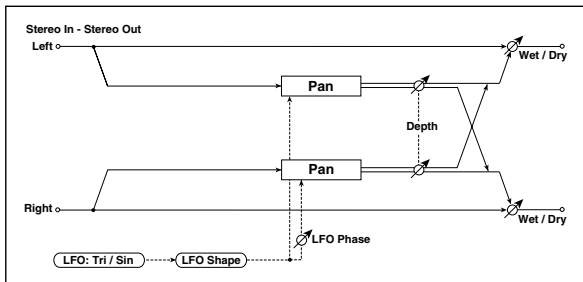 Stereo In - Stereo Out
Left
Wet / Dry
Pan
Depth
Pan
Right
Wet / Dry
LFO Phase
LFO: Tri / Sin
LFO Shape